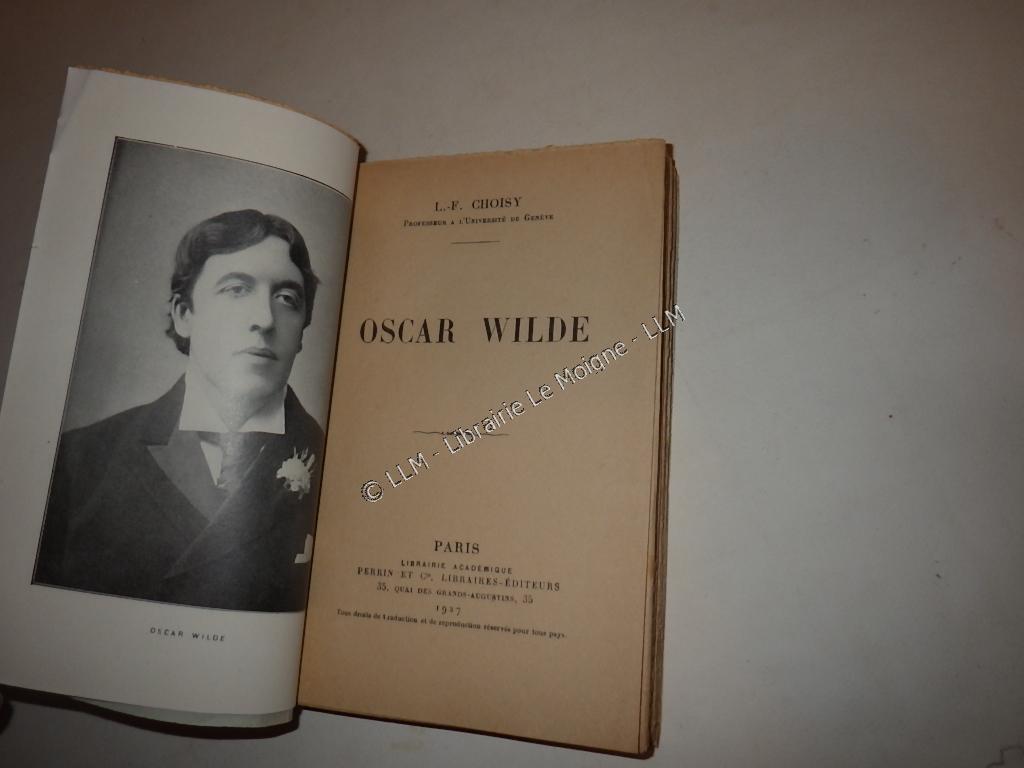 OSCAR WILDE
L.-F. CHOISY
PROFESSEUR A L'UNIVERSITÉ DE GENÈVE
OSCAR WILDE
© LLM - Librairie Le Moigne - LLM
PARIS
LIBRAIRIE ACADÉMIQUE
PERRIN ET Cie, LIBRAIRES-ÉDITEURS
35, QUAI DES GRANDS-AUGUSTINS, 35
1927
Tous droits de traduction et de reproduction réservés pour tous pays.